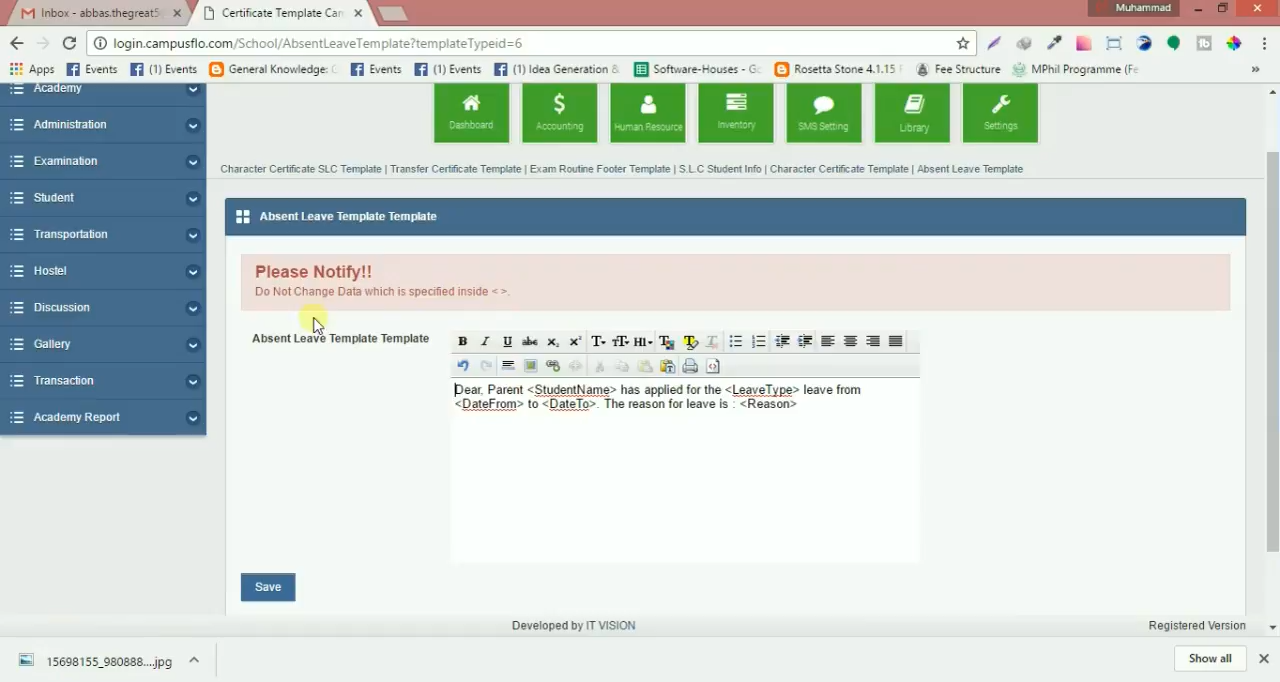 Inbox - abbas.thegreat5
Certificate Template Can
Muhammad
login.campusflo.com/School/AbsentLeaveTemplate?templateTypeid=6
Apps
Events
(1) Events
General Knowledge:
Events
(1) Events
(1) Idea Generation &
Software-Houses - Go
Rosetta Stone 4.1.15
Fee Structure
MPhil Programme (Fe
»
Academy
Administration
Examination
Student
Transportation
Hostel
Discussion
Gallery
Transaction
Academy Report
Dashboard
Accounting
Human Resource
Inventory
SMS Setting
Library
Settings
Character Certificate SLC Template | Transfer Certificate Template | Exam Routine Footer Template | S.L.C Student Info | Character Certificate Template | Absent Leave Template
Absent Leave Template Template
Please Notify!!
Do Not Change Data which is specified inside < >.
Absent Leave Template Template
Dear, Parent <StudentName> has applied for the <LeaveType> leave from
<DateFrom> to <DateTo>. The reason for leave is : <Reason>
Save
Developed by IT VISION
Registered Version
15698155_980888....jpg
Show all